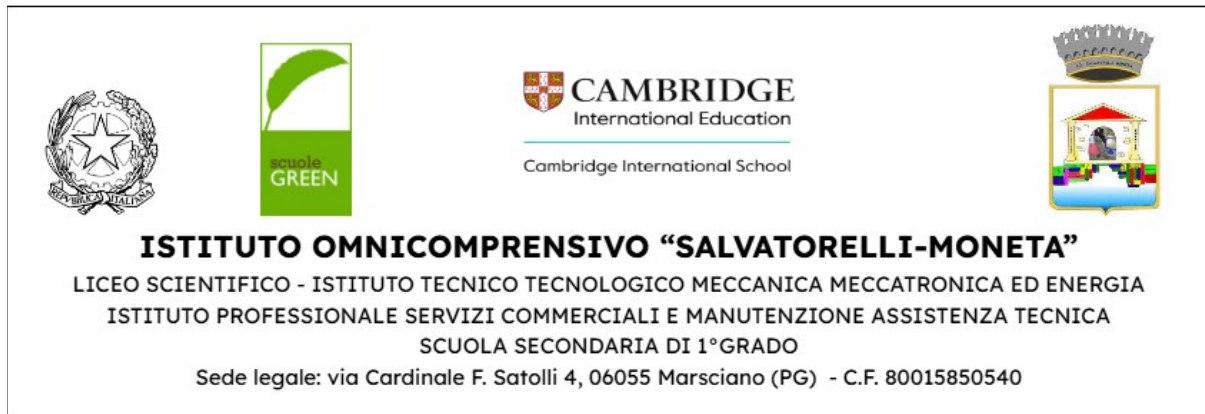 REPVBBLICA ITALIANA
scuole
GREEN
CAMBRIDGE
International Education
Cambridge International School
ISTITUTO OMNICOMPRENSIVO “SALVATORELLI-MONETA”
LICEO SCIENTIFICO - ISTITUTO TECNICO TECNOLOGICO MECCANICA MECCATRONICA ED ENERGIA
ISTITUTO PROFESSIONALE SERVIZI COMMERCIALI E MANUTENZIONE ASSISTENZA TECNICA
SCUOLA SECONDARIA DI 1°GRADO
Sede legale: via Cardinale F. Satolli 4, 06055 Marsciano (PG) - C.F. 80015850540